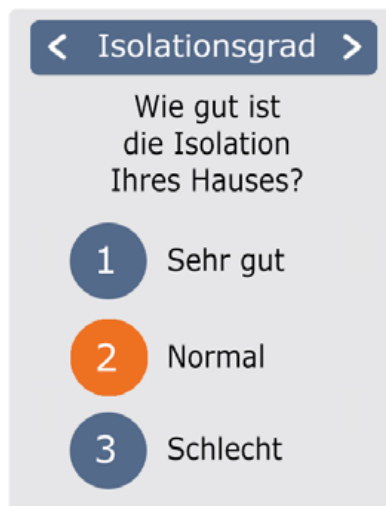 < Isolationsgrad >
Wie gut ist
die Isolation
Ihres Hauses?
1 Sehr gut
2 Normal
3 Schlecht